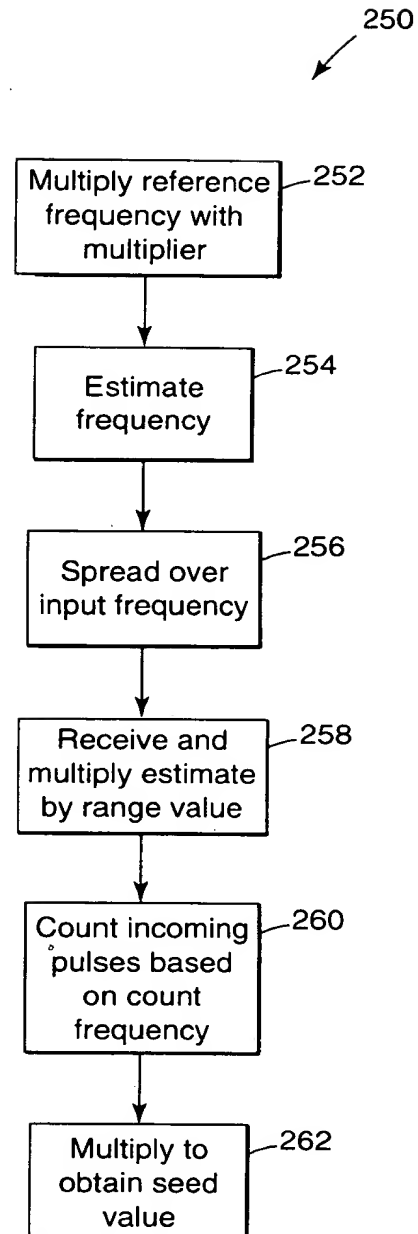 250
Multiply reference
frequency with
multiplier
252
Estimate
frequency
254
Spread over
input frequency
256
Receive and
multiply estimate
by range value
258
Count incoming
pulses based
on count
frequency
260
Multiply to
obtain seed
value
262